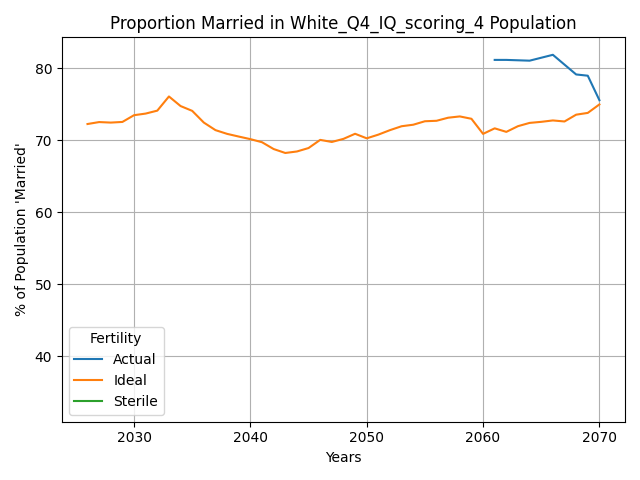 Proportion Married in White_Q4_IQ_scoring_4 Population
% of Population 'Married'
80
70
60
50
40
Fertility
Actual
Ideal
Sterile
2030
2040
2050
2060
2070
Years